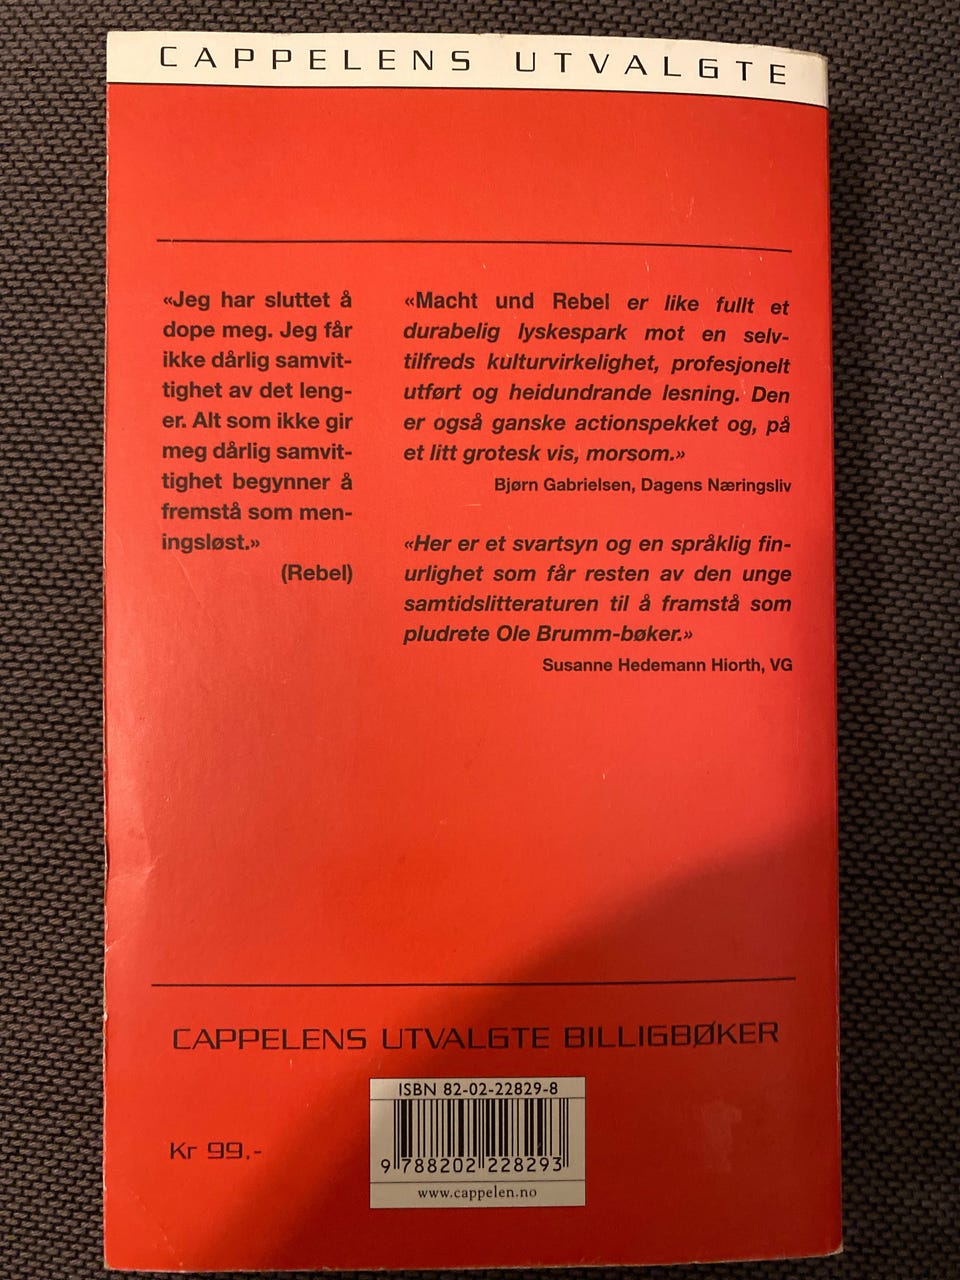 CAPPELENS UTVALGTE
«Jeg har sluttet å
dope meg. Jeg får
ikke dårlig samvit-
tighet av det leng-
er. Alt som ikke gir
meg dårlig samvit-
tighet begynner å
fremstå som men-
ingsløst.»
(Rebel)
«Macht und Rebel er like fullt et
durabelig lyskespark mot en selv-
tilfreds kulturvirkelighet, profesjonelt
utført og heidundrande lesning. Den
er også ganske actionspekket og, på
et litt grotesk vis, morsom.»
Bjørn Gabrielsen, Dagens Næringsliv
«Her er et svartsyn og en språklig fin-
urlighet som får resten av den unge
samtidslitteraturen til å framstå som
pludrete Ole Brumm-bøker.»
Susanne Hedemann Hiorth, VG
CAPPELENS UTVALGTE BILLIGBØKER
Kr 99,-
ISBN 82-02-22829-8
9 788202 228293
www.cappelen.no